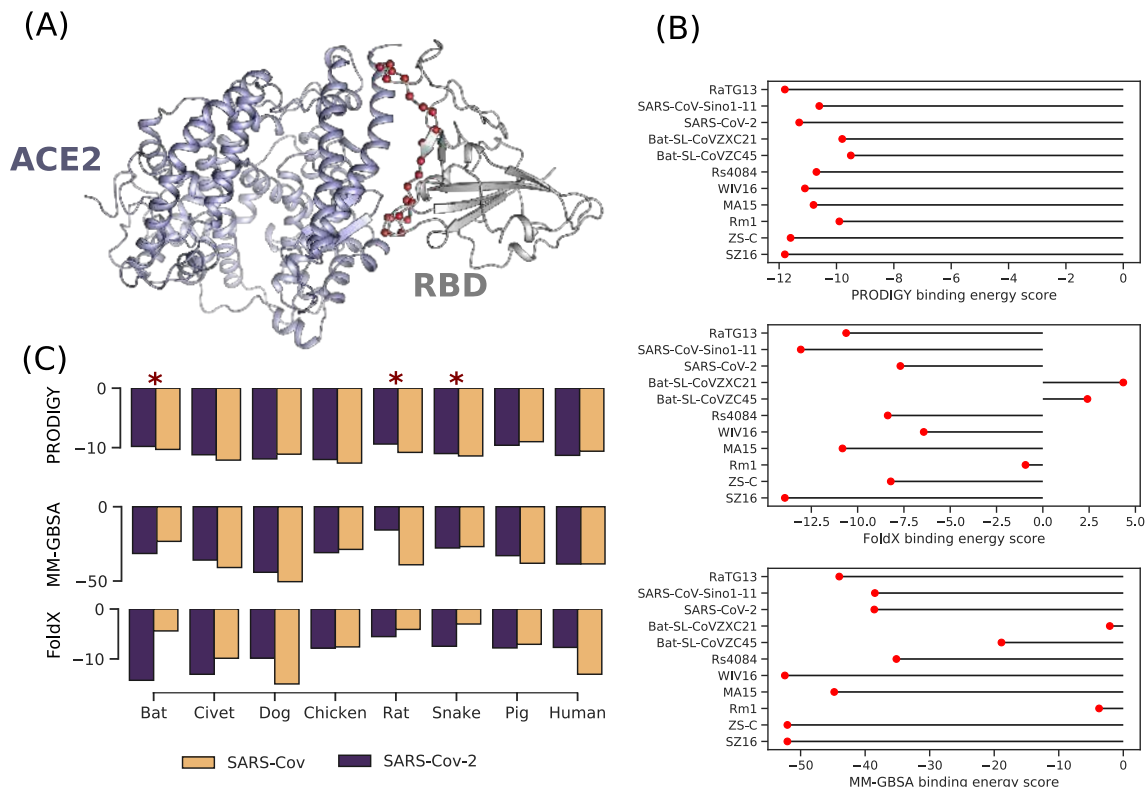 (A)
ACE2
RBD
(B)
RaTG13
SARS-CoV-Sino1-11
SARS-CoV-2
Bat-SL-CoVZXC21
Bat-SL-CoVZC45
Rs4084
WIV16
MA15
Rm1
ZS-C
SZ16
−12 −10 −8 −6 −4 −2 0
PRODIGY binding energy score
RaTG13
SARS-CoV-Sino1-11
SARS-CoV-2
Bat-SL-CoVZXC21
Bat-SL-CoVZC45
Rs4084
WIV16
MA15
Rm1
ZS-C
SZ16
−12.5 −10.0 −7.5 −5.0 −2.5 0.0 2.5 5.0
FoldX binding energy score
RaTG13
SARS-CoV-Sino1-11
SARS-CoV-2
Bat-SL-CoVZXC21
Bat-SL-CoVZC45
Rs4084
WIV16
MA15
Rm1
ZS-C
SZ16
−50 −40 −30 −20 −10 0
MM-GBSA binding energy score
(C)
* * *
PRODIGY
0
−10
MM-GBSA
0
−50
FoldX
0
−10
Bat Civet Dog Chicken Rat Snake Pig Human
SARS-Cov SARS-Cov-2